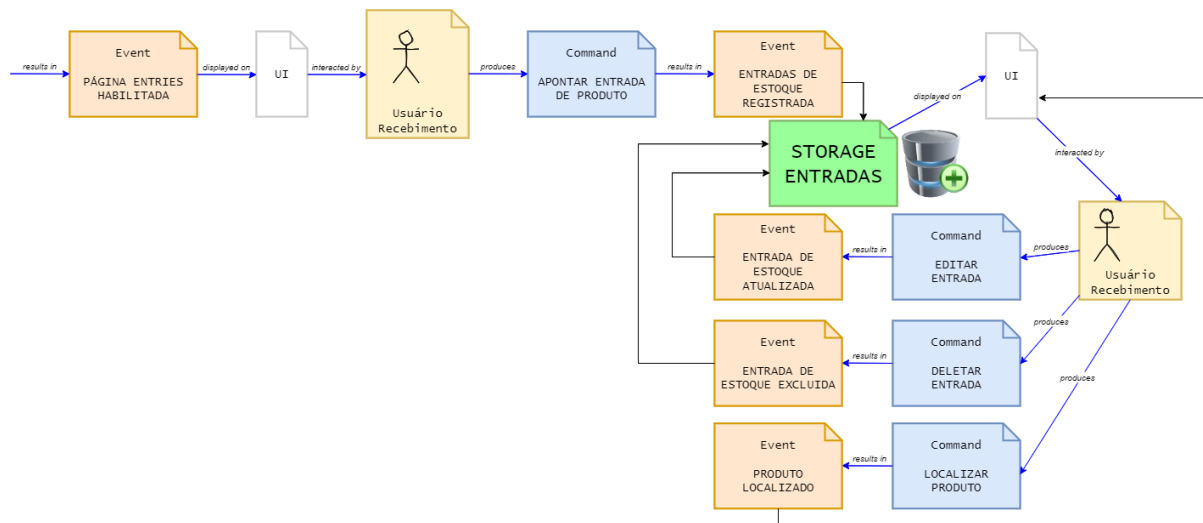 results in
Event
PÁGINA ENTRIES
HABILITADA
displayed on
UI
interacted by
Usuário
Recebimento
produces
Command
APONTAR ENTRADA
DE PRODUTO
results in
Event
ENTRADAS DE
ESTOQUE
REGISTRADA
STORAGE
ENTRADAS
displayed on
UI
interacted by
Usuário
Recebimento
produces
Command
EDITAR
ENTRADA
results in
Event
ENTRADA DE
ESTOQUE
ATUALIZADA
produces
Command
DELETAR
ENTRADA
results in
Event
ENTRADA DE
ESTOQUE EXCLUIDA
produces
Command
LOCALIZAR
PRODUTO
results in
Event
PRODUTO
LOCALIZADO